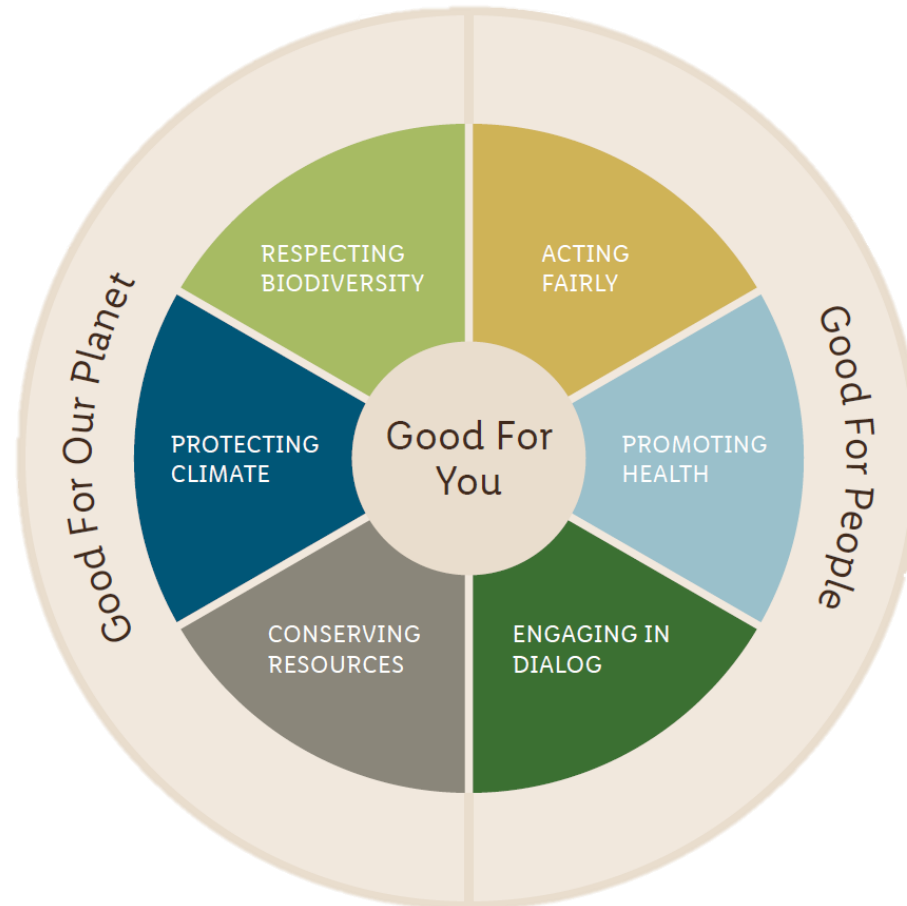 RESPECTING
BIODIVERSITY
ACTING
FAIRLY
Good For Our Planet
PROTECTING
CLIMATE
Good For
You
PROMOTING
HEALTH
Good For People
CONSERVING
RESOURCES
ENGAGING IN
DIALOG